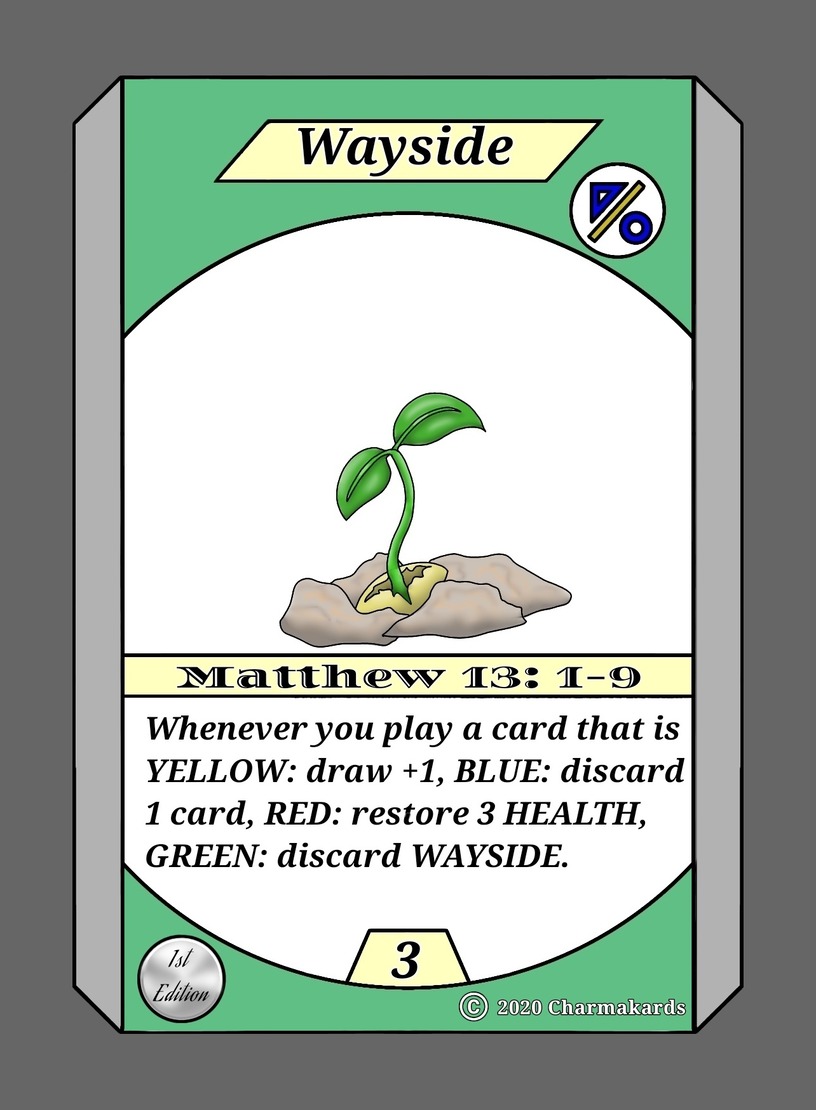 Wayside
Matthew 13: 1-9
Whenever you play a card that is
YELLOW: draw +1, BLUE: discard
1 card, RED: restore 3 HEALTH,
GREEN: discard WAYSIDE.
3
1st
Edition
© 2020 Charmakards